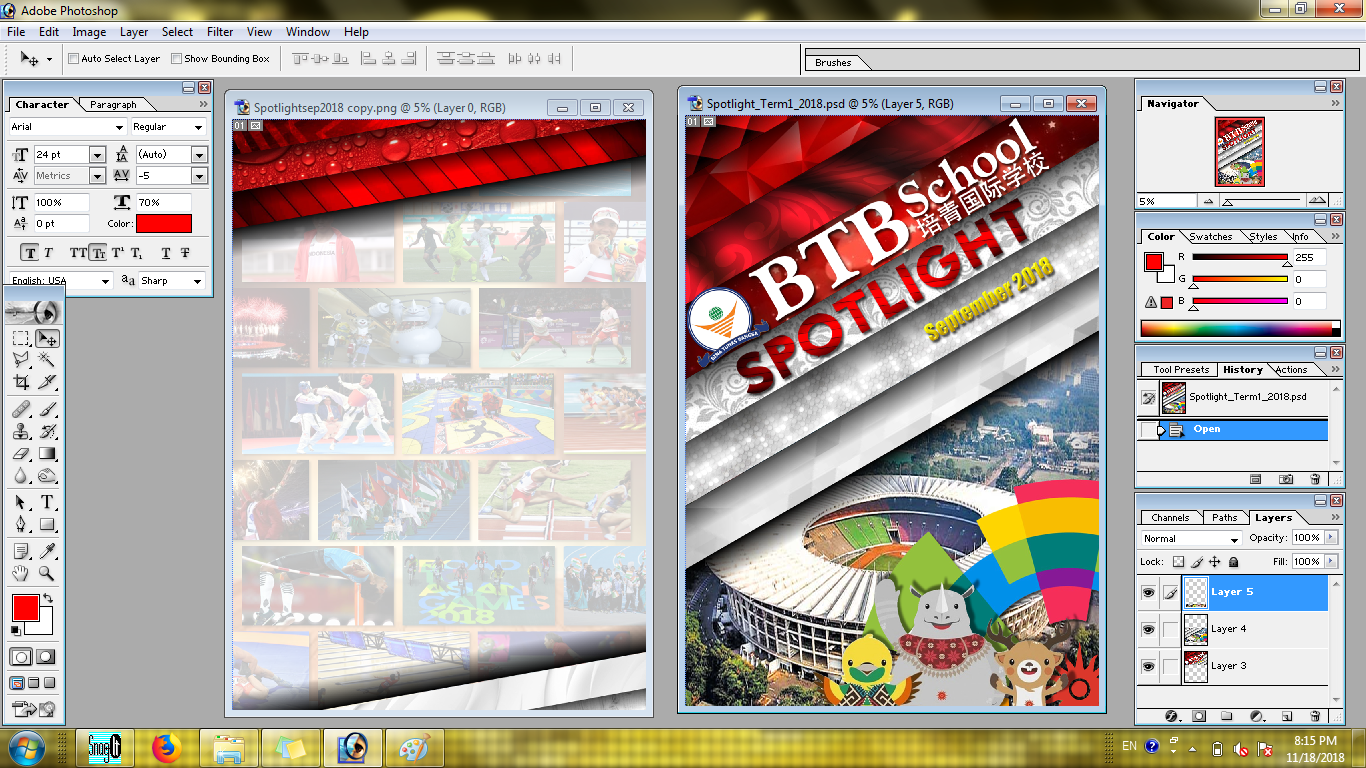 Adobe Photoshop
File Edit Image Layer Select Filter View Window Help
Auto Select Layer Show Bounding Box
Brushes
Character Paragraph
Arial Regular
24 pt (Auto)
Metrics -5
100% 70%
0 pt Color:
T T TT Tr T¹ T₁ T T
English: USA aa Sharp
Spotlightsep2018 copy.png @ 5% (Layer 0, RGB)
01
INDONESIA
2018
Spotlight_Term1_2018.psd @ 5% (Layer 5, RGB)
01
BTB School
培青国际学校
SPOTLIGHT
September 2018
BINA TUNAS BANGSA
Navigator
5%
Color Swatches Styles Info
R 255
G 0
B 0
Tool Presets History Actions
Spotlight_Term1_2018.psd
Open
Channels Paths Layers
Normal Opacity: 100%
Lock: Fill: 100%
Layer 5
Layer 4
Layer 3
SnagIt
EN
8:15 PM
11/18/2018